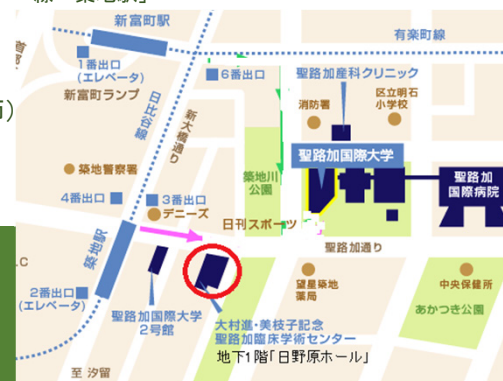 新富町駅
有楽町線
1番出口
(エレベータ)
6番出口
聖路加産科クリニック
新富町ランプ
日比谷線
新大橋通り
消防署
区立明石
小学校
聖路加国際大学
築地警察署
築地川
公園
聖路加
国際病院
4番出口
3番出口
デニーズ
日刊スポーツ
築地駅
聖路加通り
2番出口
(エレベータ)
聖路加国際大学
2号館
望星築地
薬局
中央保健所
あかつき公園
大村進・美枝子記念
聖路加臨床学術センター
地下1階「日野原ホール」
至 汐留